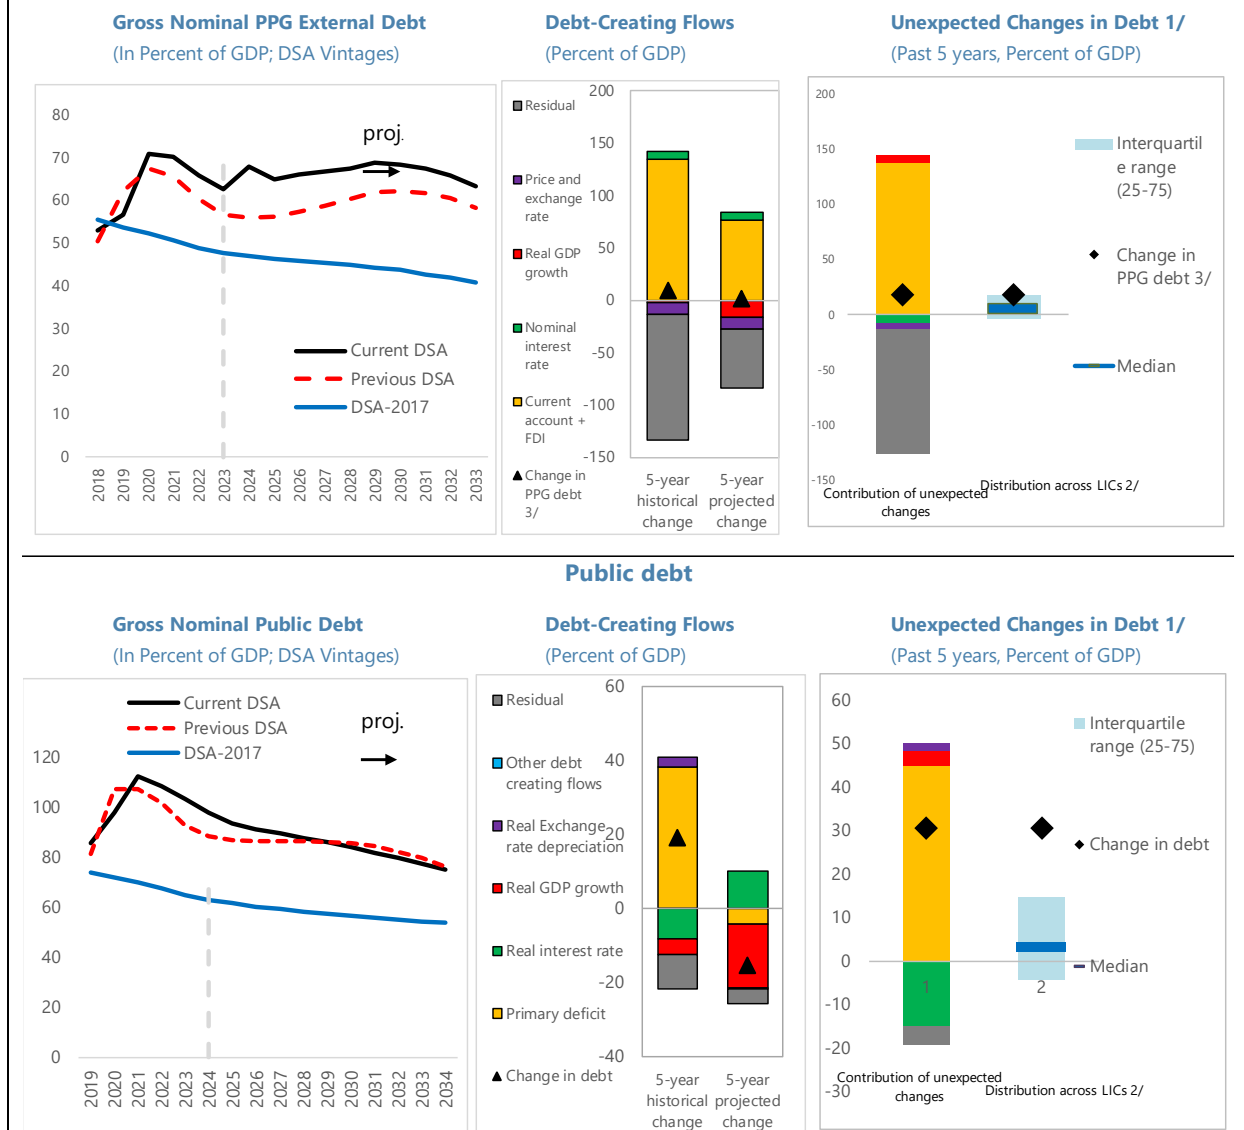 Gross Nominal PPG External Debt
(In Percent of GDP; DSA Vintages)
80
70
60
50
40
30
20
10
0
proj.
Current DSA
Previous DSA
DSA-2017
2018
2019
2020
2021
2022
2023
2024
2025
2026
2027
2028
2029
2030
2031
2032
2033
Debt-Creating Flows
(Percent of GDP)
Residual
Price and
exchange
rate
Real GDP
growth
Nominal
interest
rate
Current
account +
FDI
Change in
PPG debt
3/
200
150
100
50
0
-50
-100
-150
5-year
historical
change
5-year
projected
change
Unexpected Changes in Debt 1/
(Past 5 years, Percent of GDP)
200
150
100
50
0
-50
-100
-150
Interquartil
e range
(25-75)
Change in
PPG debt 3/
Median
Contribution of unexpected
changes
Distribution across LICs 2/
Public debt
Gross Nominal Public Debt
(In Percent of GDP; DSA Vintages)
Current DSA
Previous DSA
DSA-2017
proj.
120
100
80
60
40
20
0
2019
2020
2021
2022
2023
2024
2025
2026
2027
2028
2029
2030
2031
2032
2033
2034
Debt-Creating Flows
(Percent of GDP)
Residual
Other debt
creating flows
Real Exchange
rate depreciation
Real GDP growth
Real interest rate
Primary deficit
Change in debt
60
40
20
0
-20
-40
5-year
historical
change
5-year
projected
change
Unexpected Changes in Debt 1/
(Past 5 years, Percent of GDP)
60
50
40
30
20
10
0
-10
-20
-30
Interquartile
range (25-75)
Change in debt
Median
1
2
Contribution of unexpected
changes
Distribution across LICs 2/